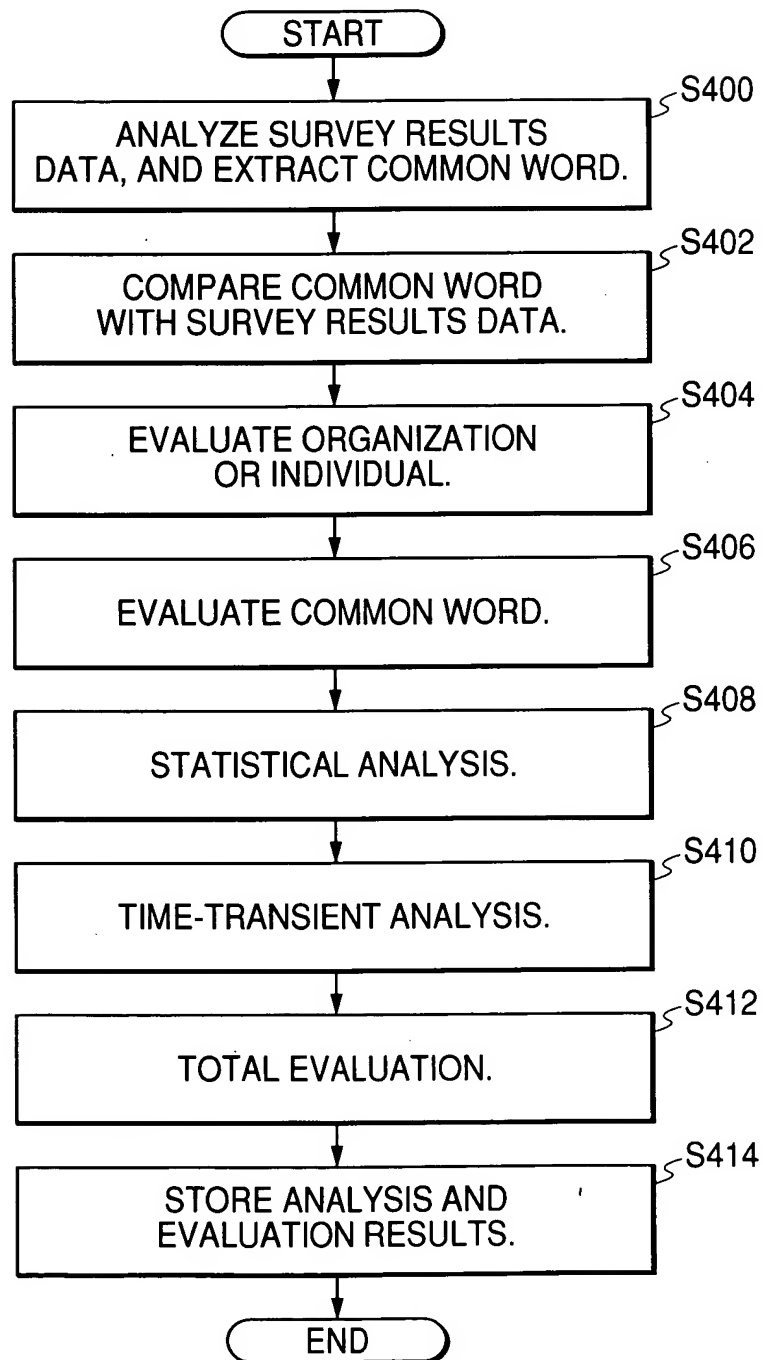 START
S400
ANALYZE SURVEY RESULTS
DATA, AND EXTRACT COMMON WORD.
S402
COMPARE COMMON WORD
WITH SURVEY RESULTS DATA.
S404
EVALUATE ORGANIZATION
OR INDIVIDUAL.
S406
EVALUATE COMMON WORD.
S408
STATISTICAL ANALYSIS.
S410
TIME-TRANSIENT ANALYSIS.
S412
TOTAL EVALUATION.
S414
STORE ANALYSIS AND
EVALUATION RESULTS.
END